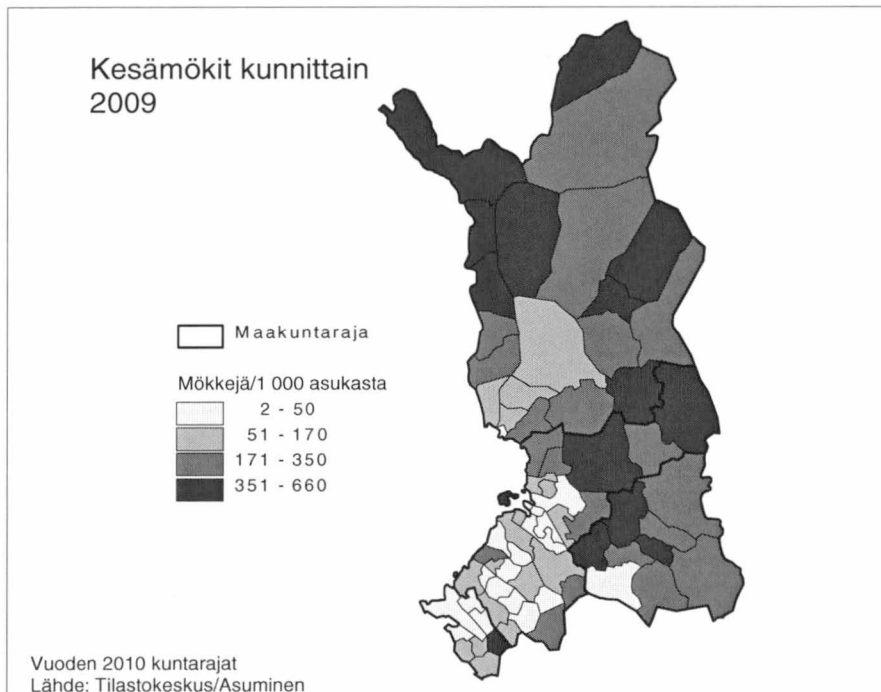 Kesämökit kunnittain
2009
Maakuntaraja
Mökkejä/1 000 asukasta
2 - 50
51 - 170
171 - 350
351 - 660
Vuoden 2010 kuntarajat
Lähde: Tilastokeskus/Asuminen